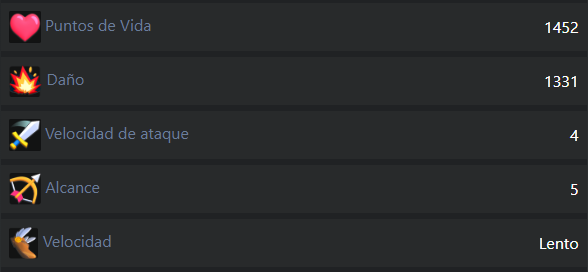 Puntos de Vida 1452
Daño 1331
Velocidad de ataque 4
Alcance 5
Velocidad Lento